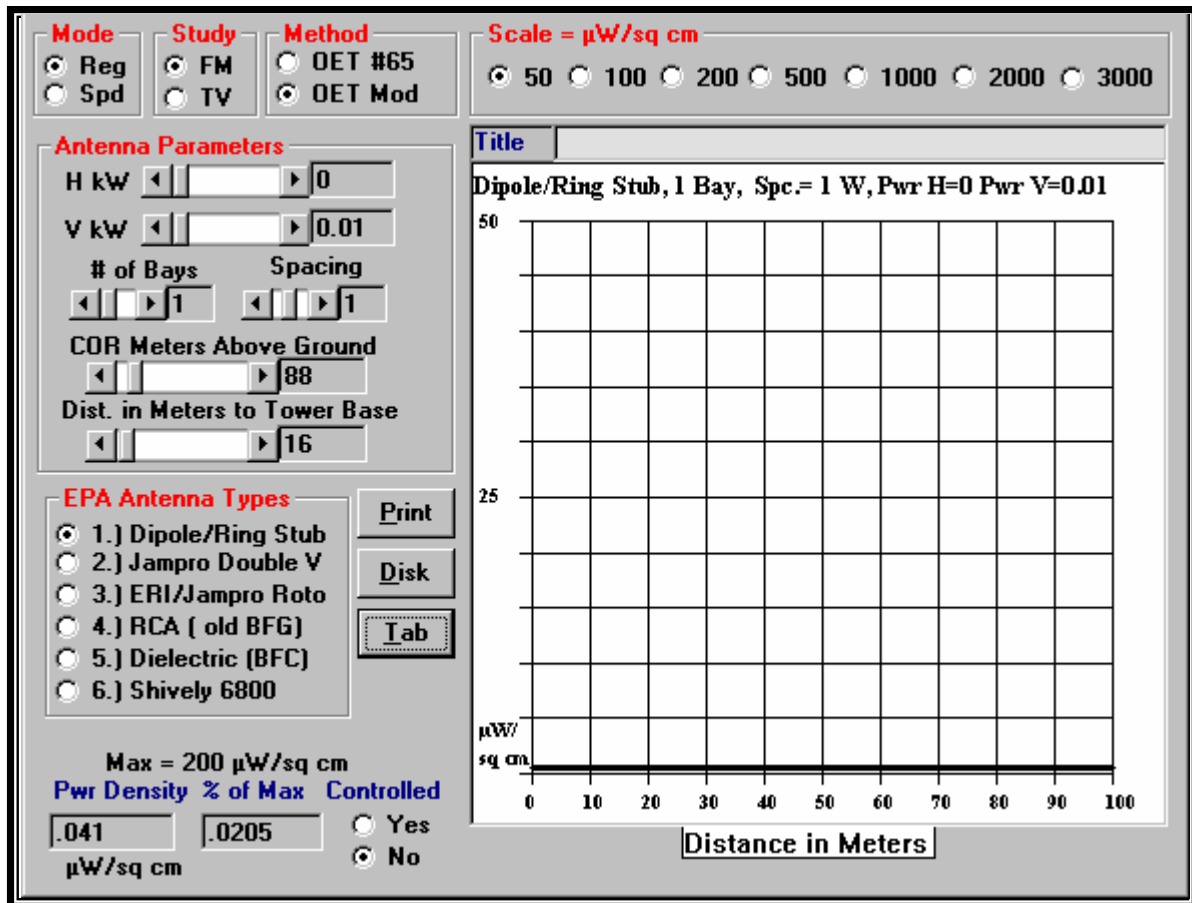 Mode
Reg
Spd
Study
FM
TV
Method
OET #65
OET Mod
Scale = µW/sq cm
50 100 200 500 1000 2000 3000
Antenna Parameters
H kW 0
V kW 0.01
# of Bays Spacing
1 1
COR Meters Above Ground
88
Dist. in Meters to Tower Base
16
EPA Antenna Types
1.) Dipole/Ring Stub
2.) Jampro Double V
3.) ERI/Jampro Roto
4.) RCA ( old BFG)
5.) Dielectric (BFC)
6.) Shively 6800
Print
Disk
Tab
Max = 200 µW/sq cm
Pwr Density % of Max Controlled
.041 .0205 Yes
No
µW/sq cm
Title
Dipole/Ring Stub, 1 Bay, Spc.= 1 W, Pwr H=0 Pwr V=0.01
50
25
µW/
sq cm
0 10 20 30 40 50 60 70 80 90 100
Distance in Meters